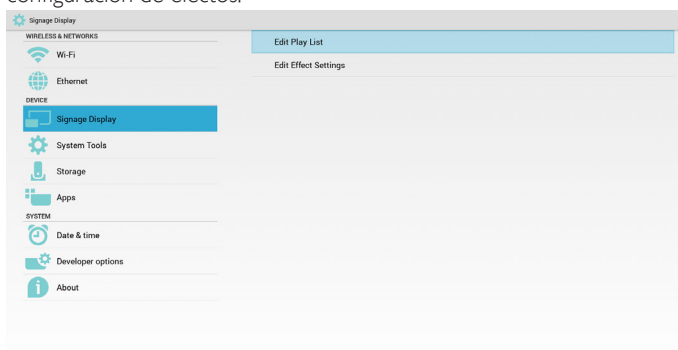 configuración de efectos.
Signage Display
WIRELESS & NETWORKS
Wi-Fi
Ethernet
DEVICE
Signage Display
System Tools
Storage
Apps
SYSTEM
Date & time
Developer options
About
Edit Play List
Edit Effect Settings